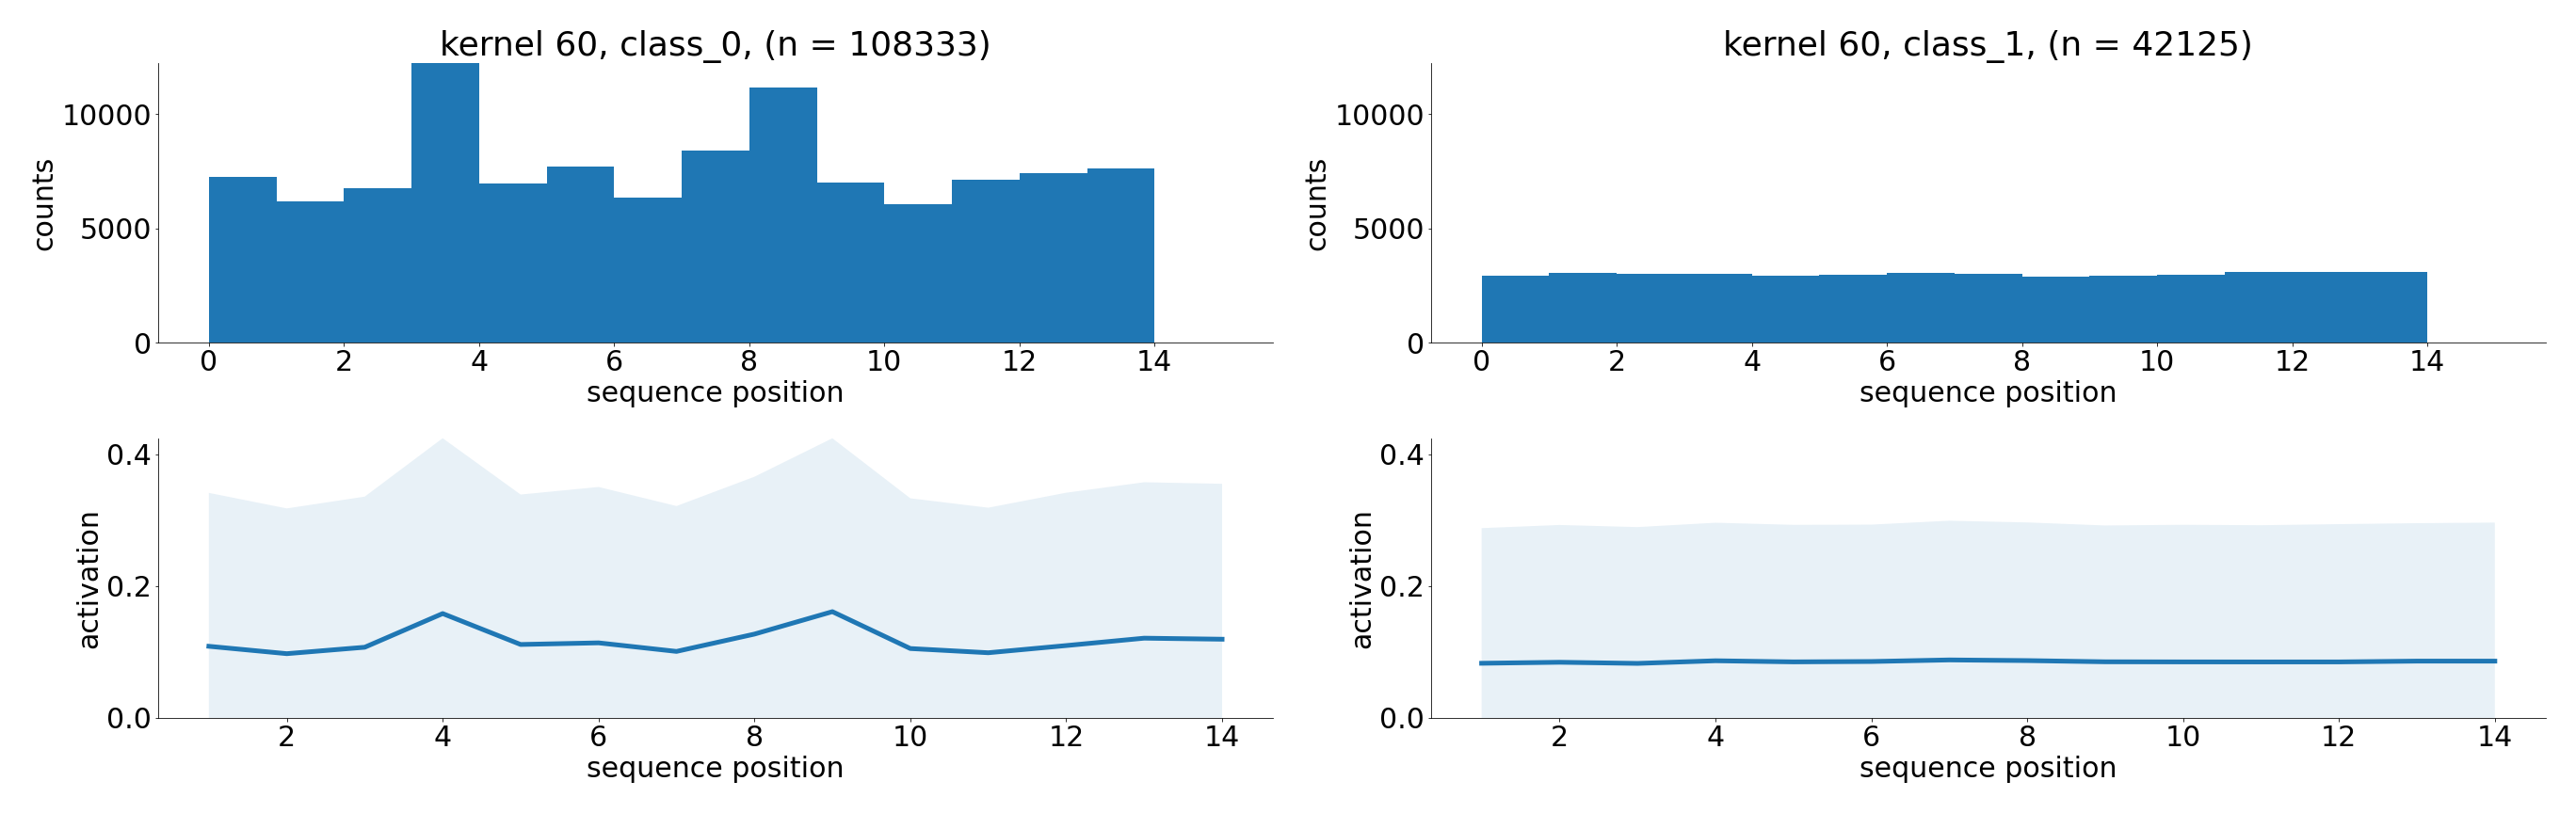 kernel 60, class_0, (n = 108333)
counts
10000
5000
0
0 2 4 6 8 10 12 14
sequence position
kernel 60, class_1, (n = 42125)
counts
10000
5000
0
0 2 4 6 8 10 12 14
sequence position
activation
0.4
0.2
0.0
2 4 6 8 10 12 14
sequence position
activation
0.4
0.2
0.0
2 4 6 8 10 12 14
sequence position